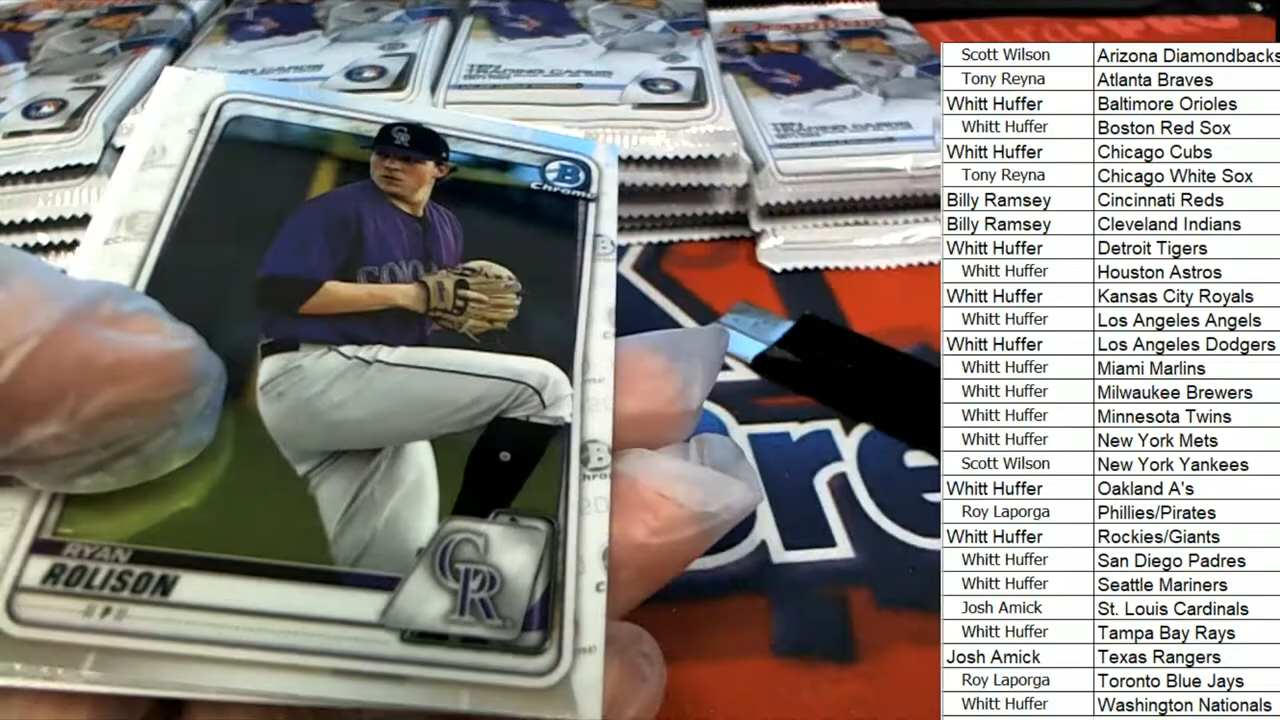 TRADING CARDS
CR
B
Chrome
COLO
RYAN
ROLISON
CR
Bre
Scott Wilson Arizona Diamondbacks
Tony Reyna Atlanta Braves
Whitt Huffer Baltimore Orioles
Whitt Huffer Boston Red Sox
Whitt Huffer Chicago Cubs
Tony Reyna Chicago White Sox
Billy Ramsey Cincinnati Reds
Billy Ramsey Cleveland Indians
Whitt Huffer Detroit Tigers
Whitt Huffer Houston Astros
Whitt Huffer Kansas City Royals
Whitt Huffer Los Angeles Angels
Whitt Huffer Los Angeles Dodgers
Whitt Huffer Miami Marlins
Whitt Huffer Milwaukee Brewers
Whitt Huffer Minnesota Twins
Whitt Huffer New York Mets
Scott Wilson New York Yankees
Whitt Huffer Oakland A's
Roy Laporga Phillies/Pirates
Whitt Huffer Rockies/Giants
Whitt Huffer San Diego Padres
Whitt Huffer Seattle Mariners
Josh Amick St. Louis Cardinals
Whitt Huffer Tampa Bay Rays
Josh Amick Texas Rangers
Roy Laporga Toronto Blue Jays
Whitt Huffer Washington Nationals